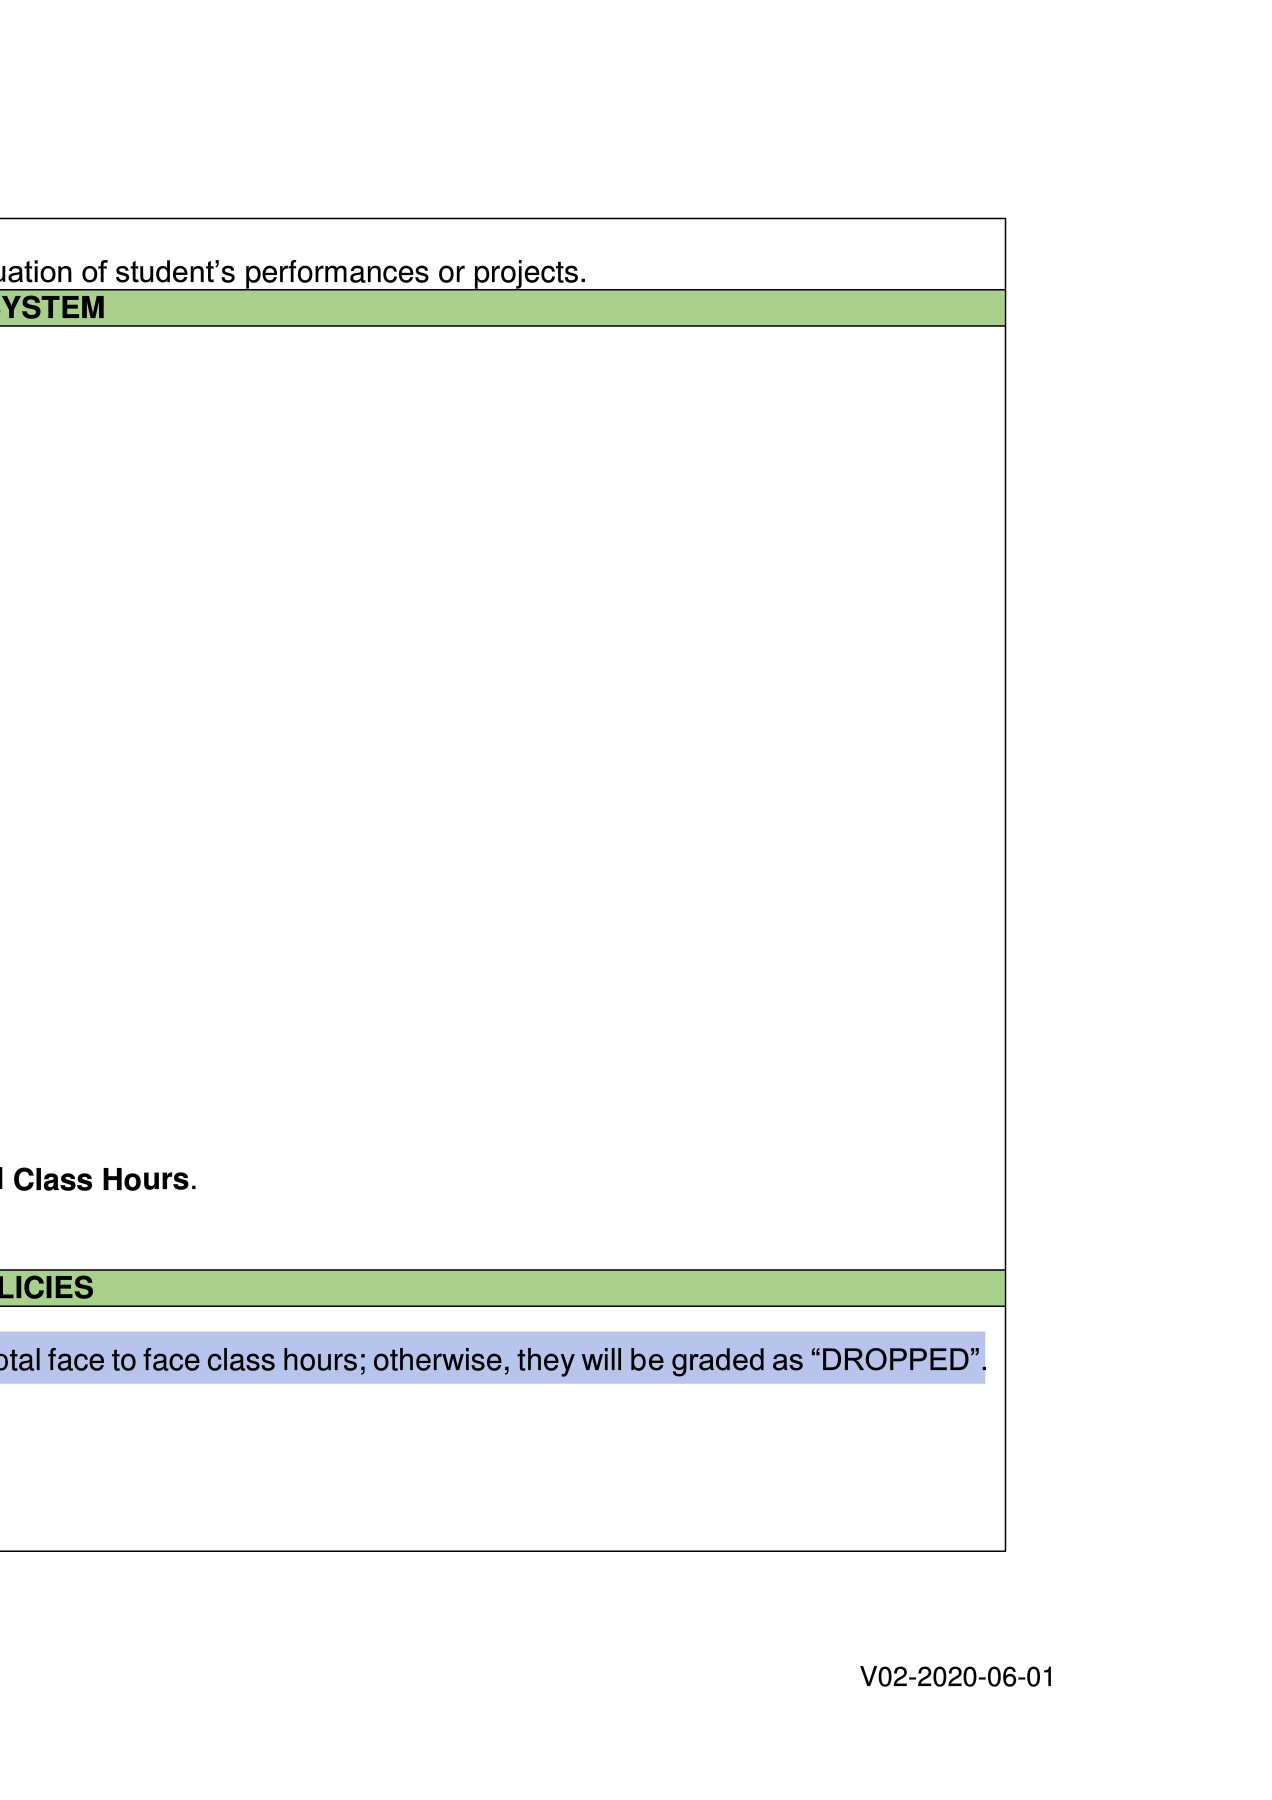 uation of student’s performances or projects.
YSTEM
Class Hours.
LICIES
otal face to face class hours; otherwise, they will be graded as “DROPPED”.
V02-2020-06-01